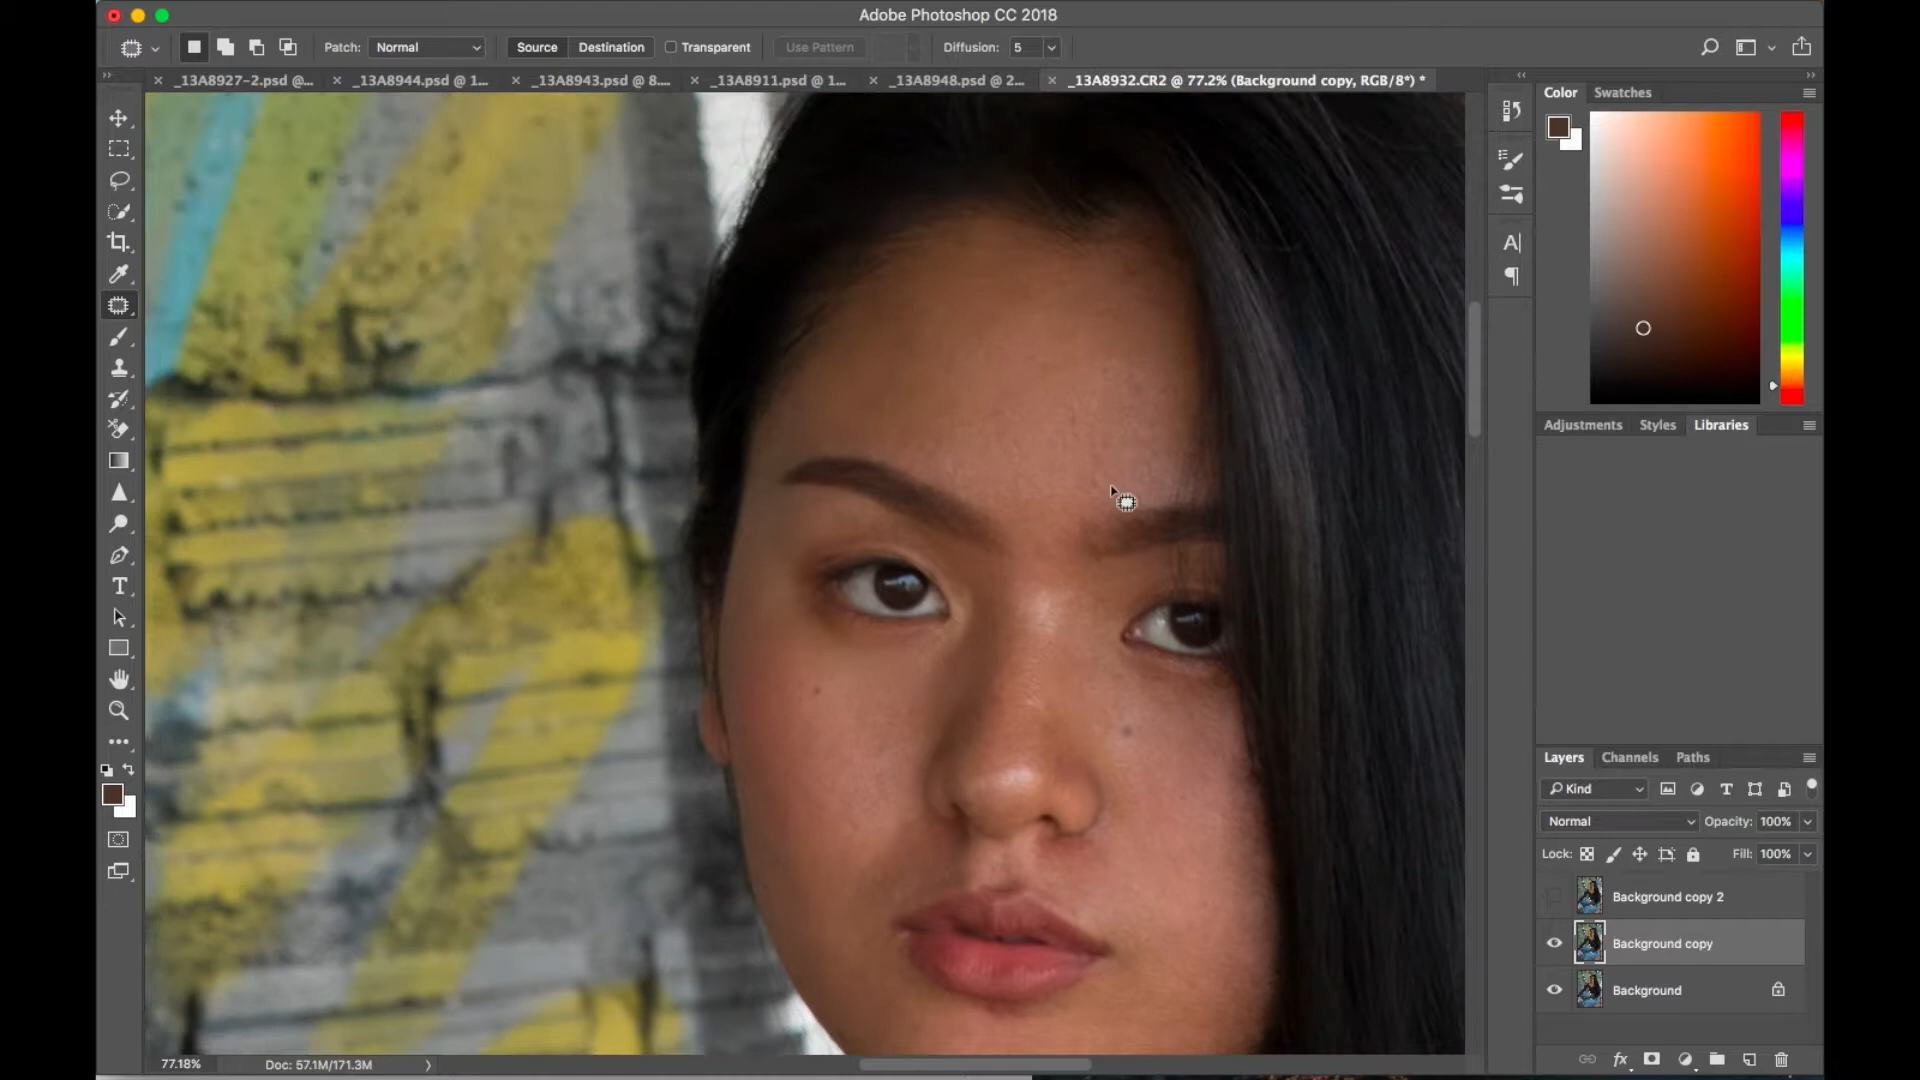 Adobe Photoshop CC 2018
Patch: Normal Source Destination Transparent Use Pattern Diffusion: 5
_13A8927-2.psd @... _13A8944.psd @ 1... _13A8943.psd @ 8.... _13A8911.psd @ 1... _13A8948.psd @ 2... _13A8932.CR2 @ 77.2% (Background copy, RGB/8*) *
Color Swatches
Adjustments Styles Libraries
Layers Channels Paths
Kind
Normal Opacity: 100%
Lock: Fill: 100%
Background copy 2
Background copy
Background
77.18% Doc: 57.1M/171.3M